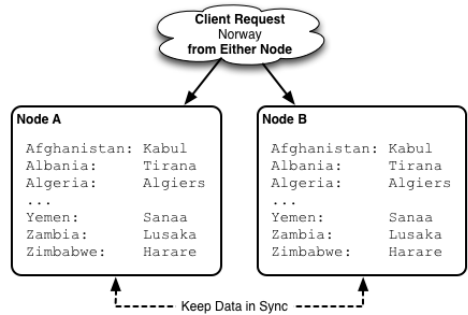 Client Request
Norway
from Either Node
Node A
Afghanistan: Kabul
Albania: Tirana
Algeria: Algiers
...
Yemen: Sanaa
Zambia: Lusaka
Zimbabwe: Harare
Node B
Afghanistan: Kabul
Albania: Tirana
Algeria: Algiers
...
Yemen: Sanaa
Zambia: Lusaka
Zimbabwe: Harare
Keep Data in Sync